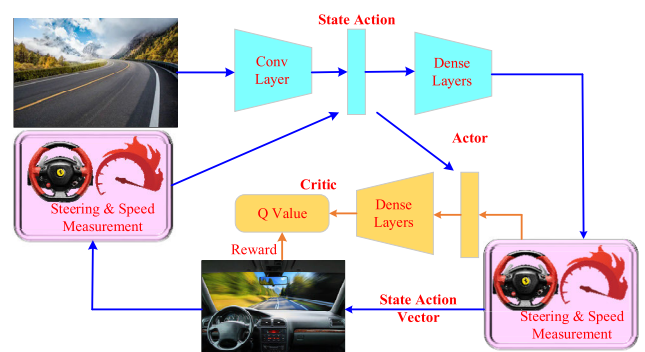 State Action
Conv
Layer
Dense
Layers
Actor
Steering & Speed
Measurement
Critic
Q Value
Dense
Layers
Reward
State Action
Vector
Steering & Speed
Measurement